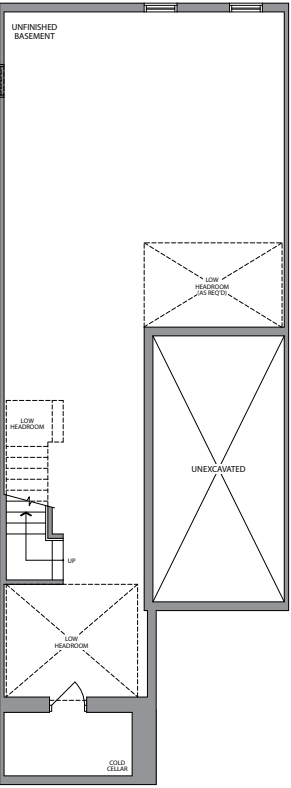 UNFINISHED
BASEMENT
LOW
HEADROOM
(AS REQ'D)
LOW
HEADROOM
UNEXCAVATED
UP
LOW
HEADROOM
COLD
CELLAR